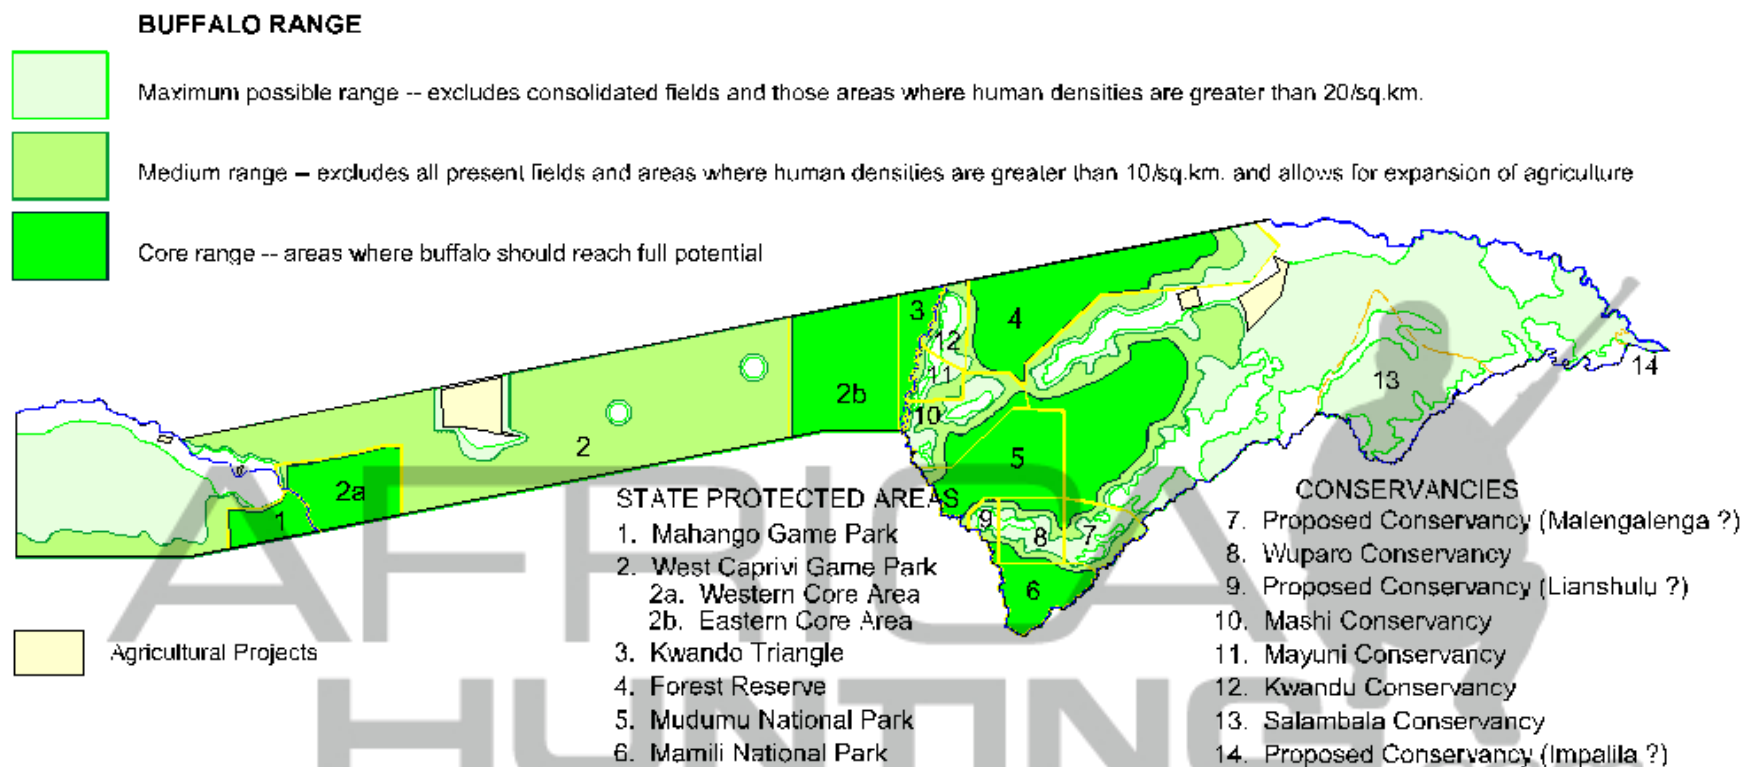 BUFFALO RANGE
Maximum possible range -- excludes consolidated fields and those areas where human densities are greater than 20/sq.km.
Medium range -- excludes all present fields and areas where human densities are greater than 10/sq.km. and allows for expansion of agriculture
Core range -- areas where buffalo should reach full potential
3
4
12
11
2b
10
13
14
2
5
2a
1
9
8
7
6
Agricultural Projects
STATE PROTECTED AREAS
1. Mahango Game Park
2. West Caprivi Game Park
2a. Western Core Area
2b. Eastern Core Area
3. Kwando Triangle
4. Forest Reserve
5. Mudumu National Park
6. Mamili National Park
CONSERVANCIES
7. Proposed Conservancy (Malengalenga ?)
8. Wuparo Conservancy
9. Proposed Conservancy (Lianshulu ?)
10. Mashi Conservancy
11. Mayuni Conservancy
12. Kwandu Conservancy
13. Salambala Conservancy
14. Proposed Conservancy (Impalila ?)
AFRICA
HUNTING